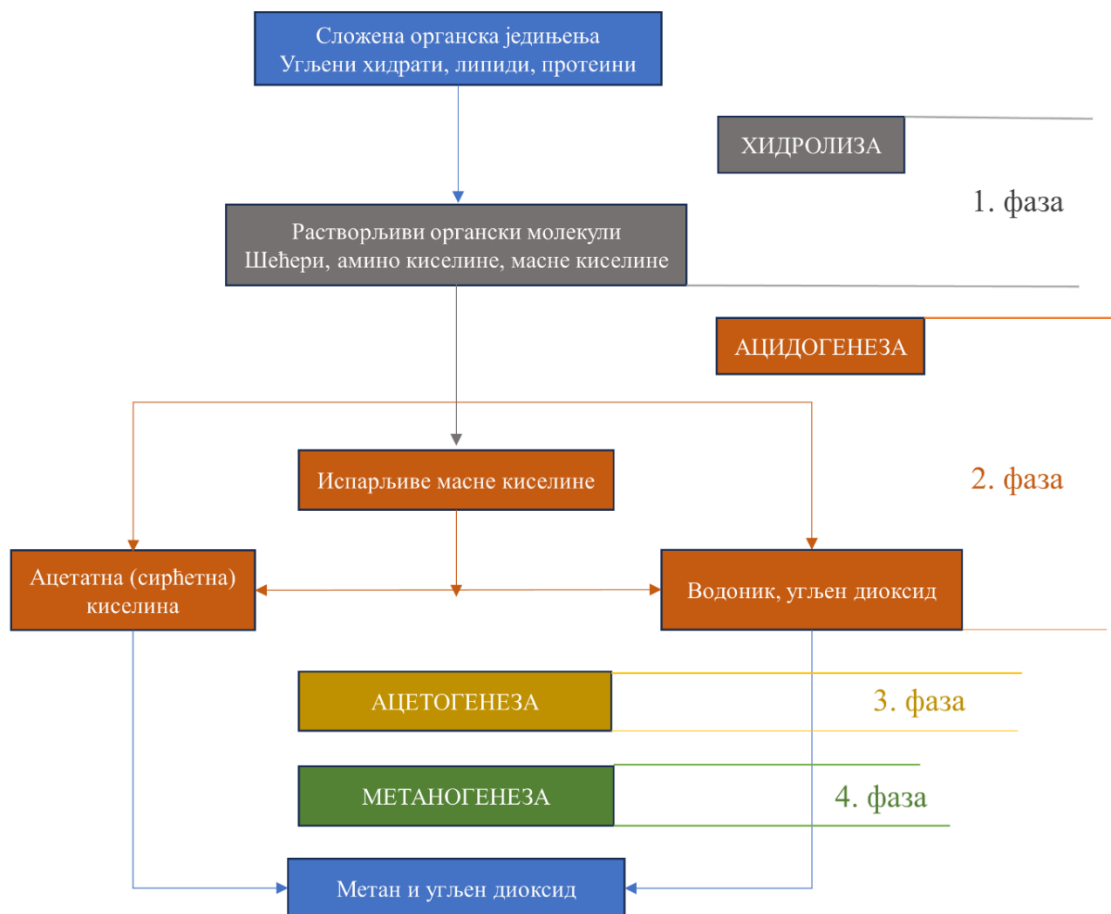 Сложена органска једињења
Угљени хидрати, липиди, протеини
ХИДРОЛИЗА
1. фаза
Растворљиви органски молекули
Шећери, амино киселине, масне киселине
АЦИДОГЕНЕЗА
Испарљиве масне киселине
2. фаза
Ацетатна (сирћетна)
киселина
Водоник, угљен диоксид
АЦЕТОГЕНЕЗА
3. фаза
МЕТАНОГЕНЕЗА
4. фаза
Метан и угљен диоксид